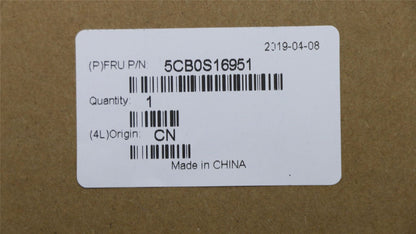 2019-04-08
(P)FRU P/N: 5CB0S16951
Quantity: 1
(4L)Origin: CN
Made in CHINA